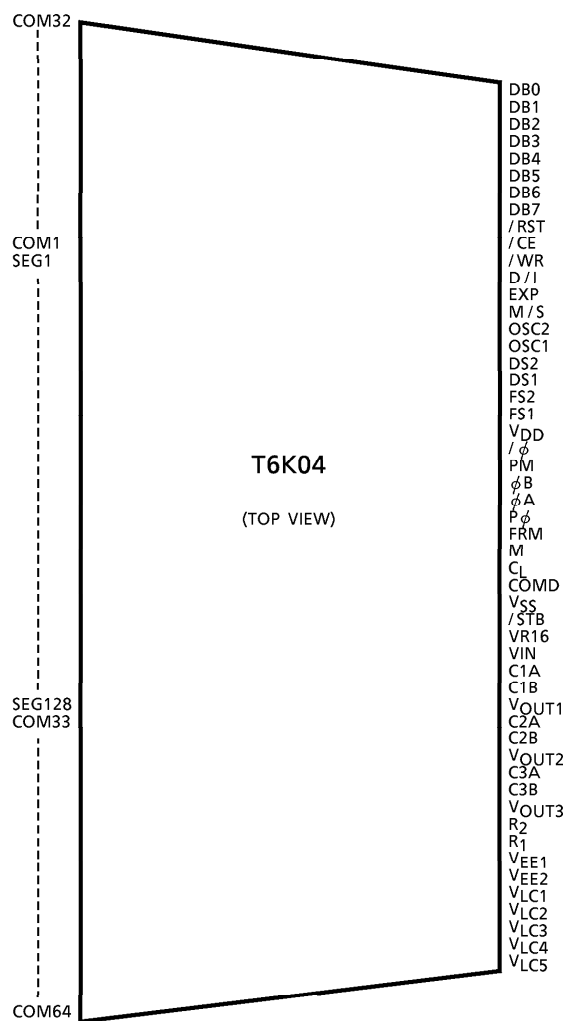 COM32
COM1
SEG1
SEG128
COM33
COM64
T6K04
(TOP VIEW)
DB0
DB1
DB2
DB3
DB4
DB5
DB6
DB7
/RST
/CE
/WR
D/I
EXP
M/S
OSC2
OSC1
DS2
DS1
FS2
FS1
VDD
/ϕ
PM
ϕB
ϕA
Pϕ
FRM
M
CL
COMD
VSS
/STB
VR16
VIN
C1A
C1B
VOUT1
C2A
C2B
VOUT2
C3A
C3B
VOUT3
R2
R1
VEE1
VEE2
VLC1
VLC2
VLC3
VLC4
VLC5